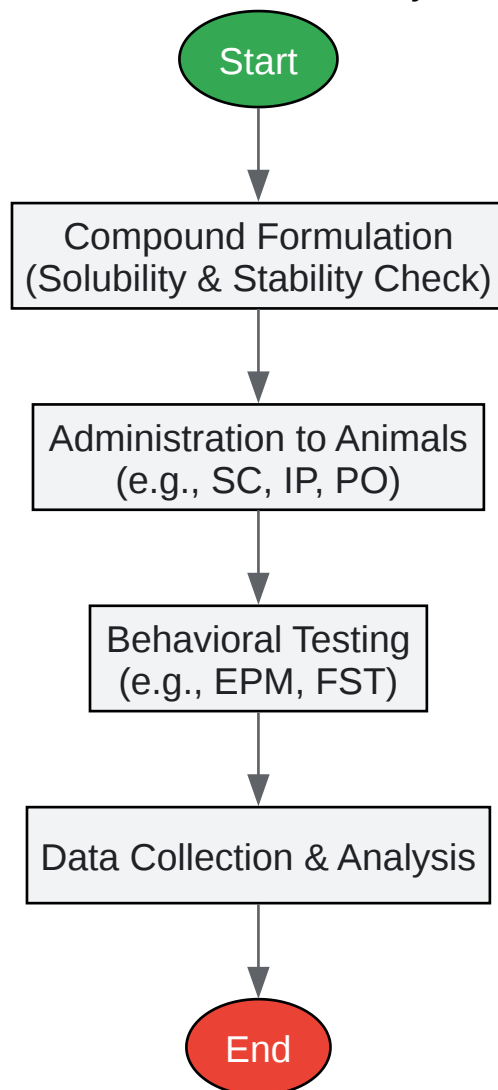 Start
Compound Formulation
(Solubility & Stability Check)
Administration to Animals
(e.g., SC, IP, PO)
Behavioral Testing
(e.g., EPM, FST)
Data Collection & Analysis
End